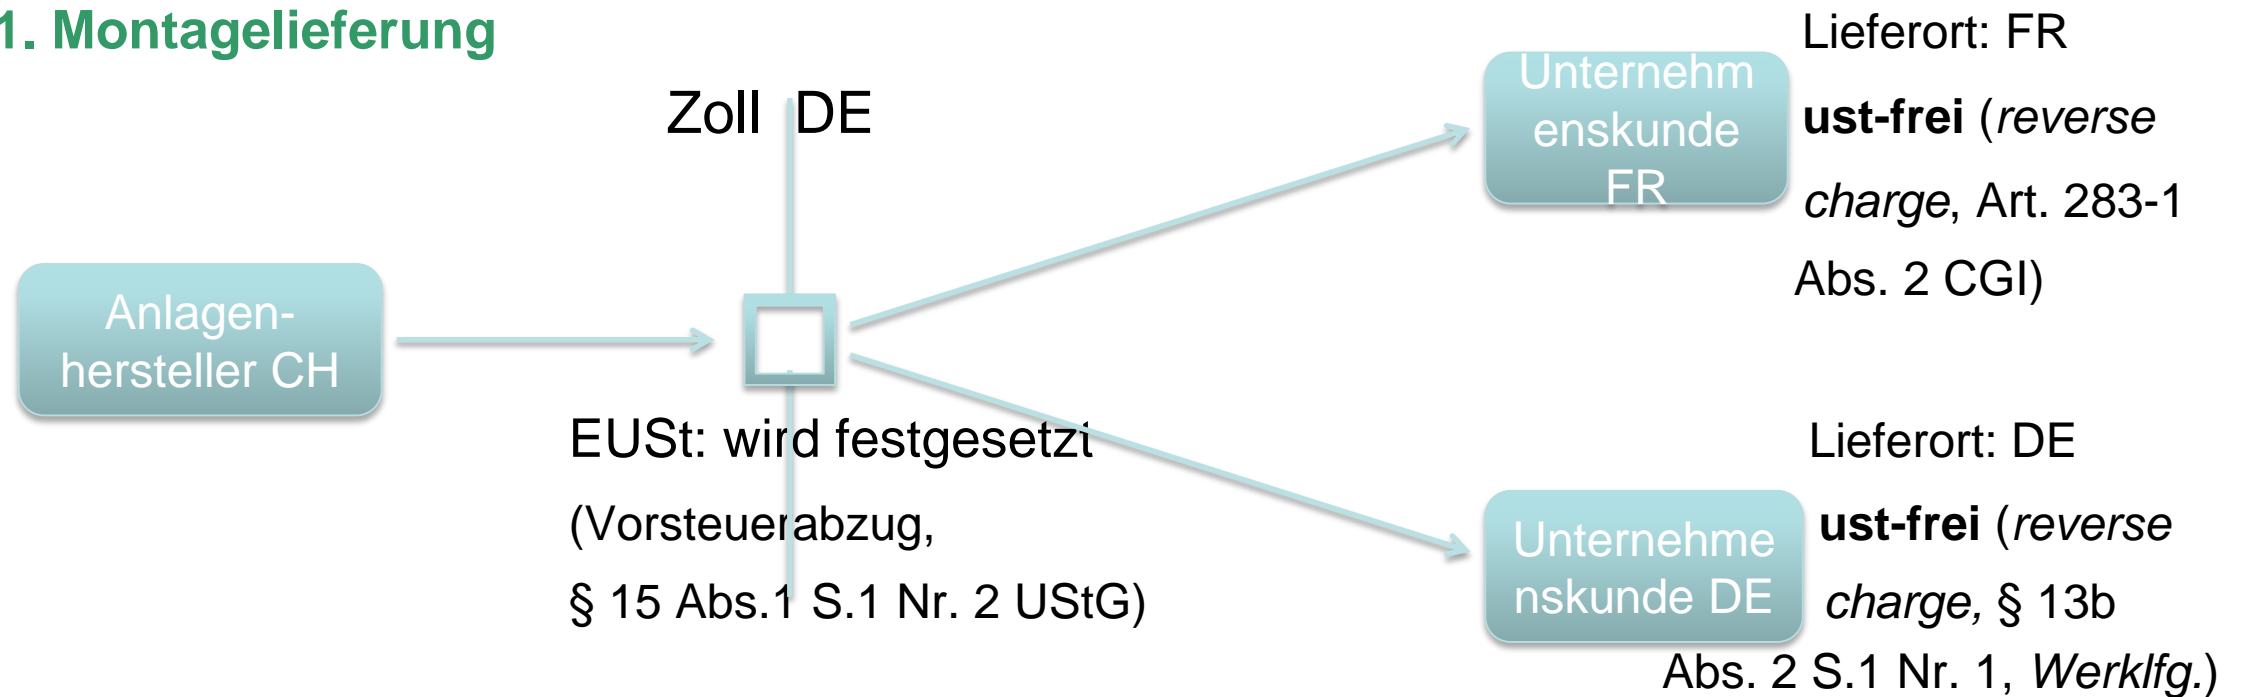 1. Montagelieferung
Zoll DE
Anlagen-
hersteller CH
EUSt: wird festgesetzt
(Vorsteuerabzug,
§ 15 Abs.1 S.1 Nr. 2 UStG)
Unternehm
enskunde
FR
Lieferort: FR
ust-frei (reverse
charge, Art. 283-1
Abs. 2 CGI)
Unternehme
nskunde DE
Lieferort: DE
ust-frei (reverse
charge, § 13b
Abs. 2 S.1 Nr. 1, Werklfg.)